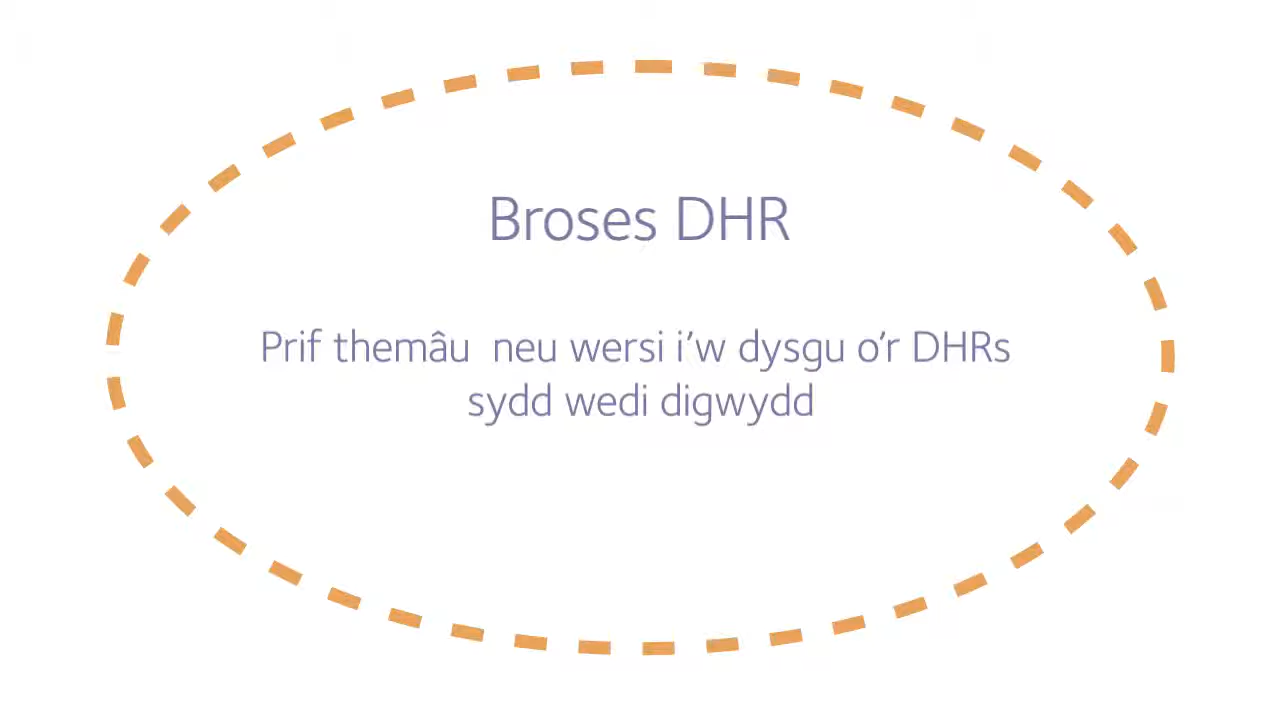 Broses DHR
Prif themâu neu wersi i’w dysgu o’r DHRs
sydd wedi digwydd